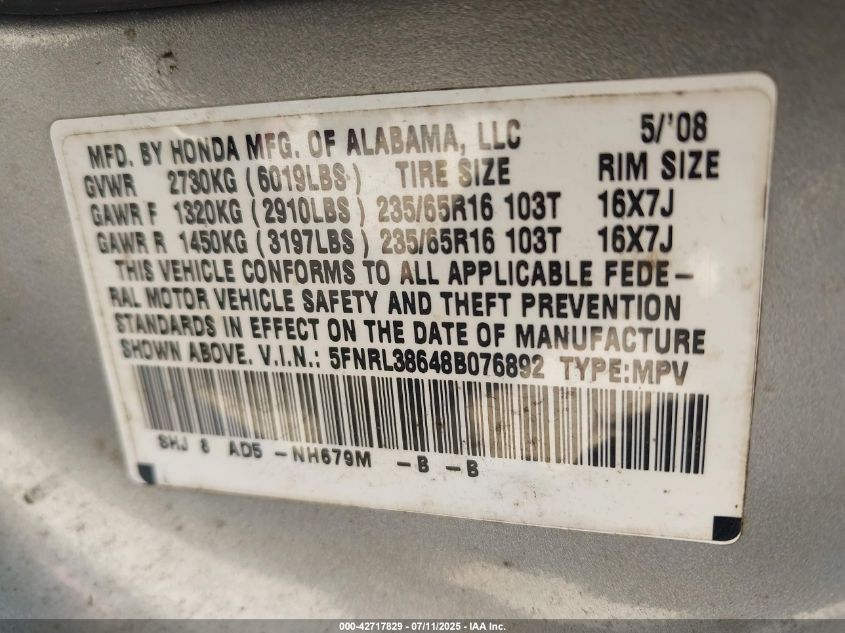 MFD. BY HONDA MFG. OF ALABAMA, LLC 5/'08
GVWR 2730KG (6019LBS) TIRE SIZE RIM SIZE
GAWR F 1320KG (2910LBS) 235/65R16 103T 16X7J
GAWR R 1450KG (3197LBS) 235/65R16 103T 16X7J
THIS VEHICLE CONFORMS TO ALL APPLICABLE FEDE-
RAL MOTOR VEHICLE SAFETY AND THEFT PREVENTION
STANDARDS IN EFFECT ON THE DATE OF MANUFACTURE
SHOWN ABOVE. V.I.N.: 5FNRL38648B076892 TYPE:MPV
SHJ 8 AD5 -NH679M -B -B
000-42717829 - 07/11/2025 - IAA Inc.